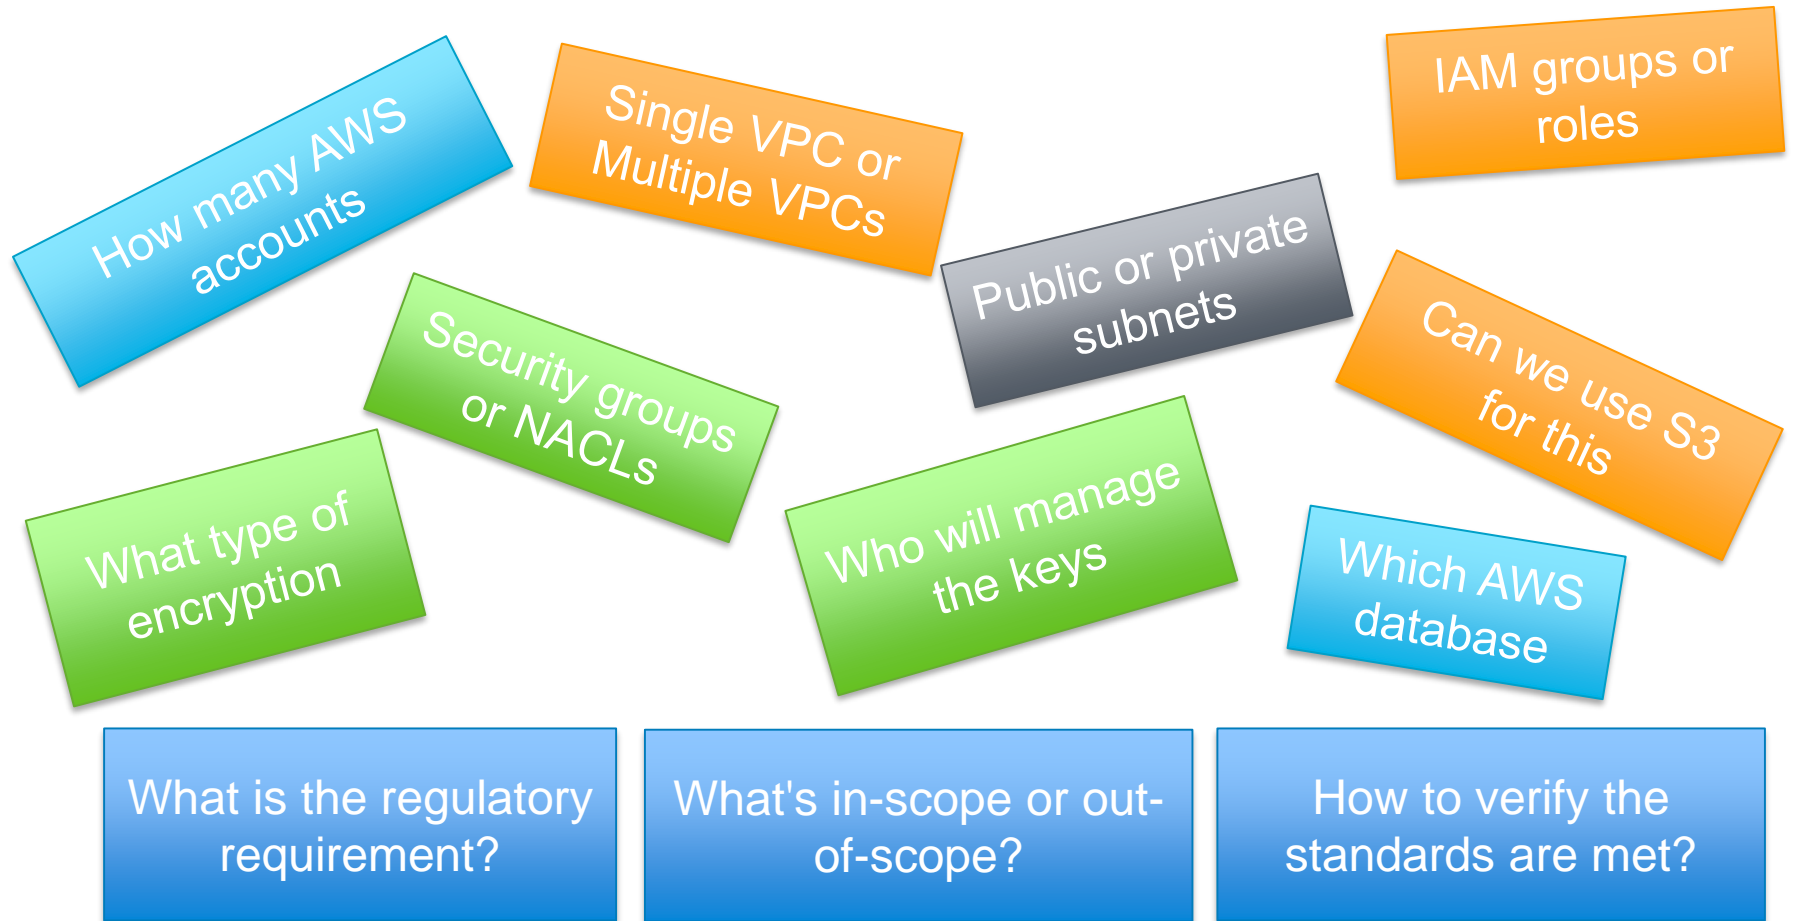 How many AWS
accounts
Single VPC or
Multiple VPCs
IAM groups or
roles
Public or private
subnets
Security groups
or NACLs
Can we use S3
for this
What type of
encryption
Who will manage
the keys
Which AWS
database
What is the regulatory
requirement?
What's in-scope or out-
of-scope?
How to verify the
standards are met?